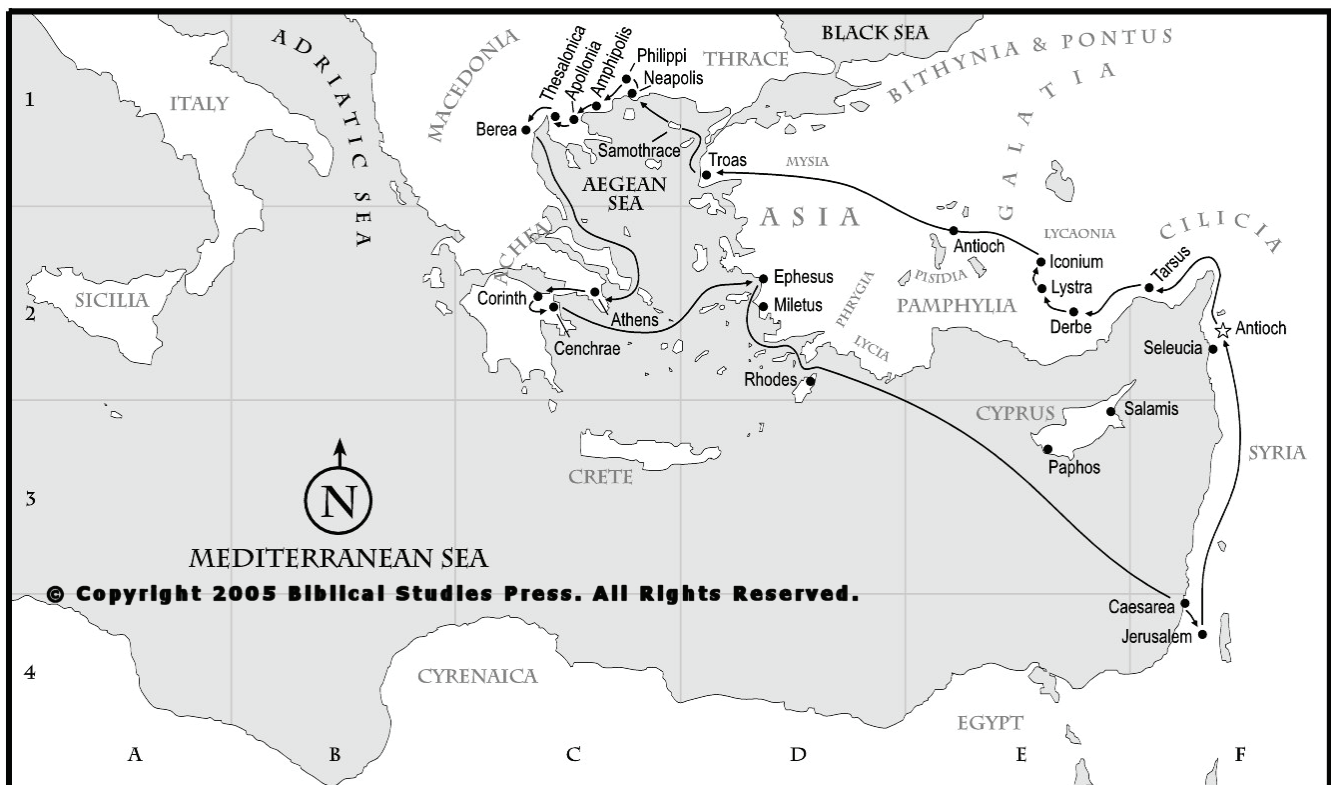 BLACK SEA
ADRIATIC SEA
MACEDONIA
Thesalonica
Apollonia
Amphipolis
Philippi
Neapolis
THRACE
BITHYNIA & PONTUS
GALATIA
1
ITALY
Berea
Samothrace
Troas
MYSIA
AEGEAN
SEA
ASIA
CILICIA
ACHEA
Antioch
LYCAONIA
Iconium
Tarsus
PISIDIA
Ephesus
Lystra
SICILIA
Corinth
Miletus
PHRYGIA
PAMPHYLIA
2
Athens
Derbe
Antioch
Cenchrae
LYCIA
Seleucia
Rhodes
CYPRUS
Salamis
SYRIA
CRETE
Paphos
N
3
MEDITERRANEAN SEA
© Copyright 2005 Biblical Studies Press. All Rights Reserved.
Caesarea
Jerusalem
4
CYRENAICA
EGYPT
A B C D E F